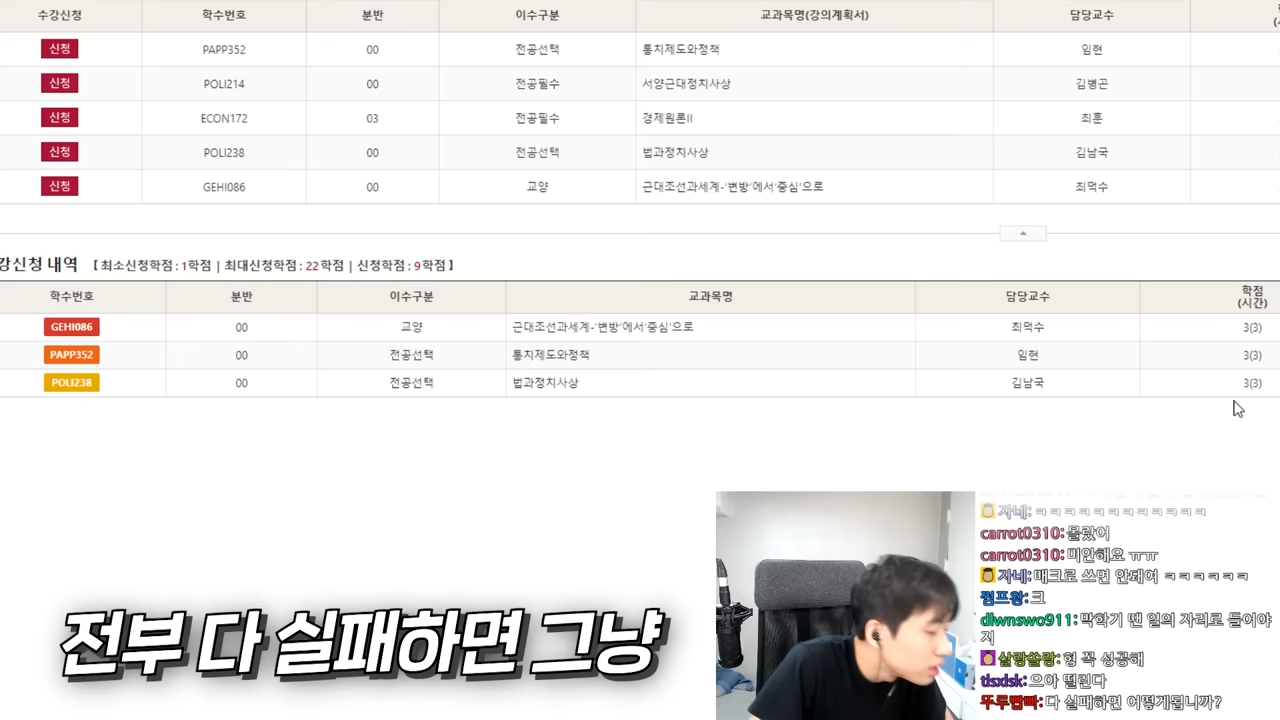 수강신청 학수번호 분반 이수구분 교과목명(강의계획서) 담당교수
신청 PAPP352 00 전공선택 통치제도와정책 임현
신청 POLI214 00 전공필수 서양근대정치사상 김병곤
신청 ECON172 03 전공필수 경제원론II 최훈
신청 POLI238 00 전공선택 법과정치사상 김남국
신청 GEHI086 00 교양 근대조선과세계-'변방'에서'중심'으로 최덕수
강신청 내역 [ 최소신청학점 : 1학점 | 최대신청학점 : 22학점 | 신청학점 : 9학점 ]
학수번호 분반 이수구분 교과목명 담당교수 학점
(시간)
GEHI086 00 교양 근대조선과세계-'변방'에서'중심'으로 최덕수 3(3)
PAPP352 00 전공선택 통치제도와정책 임현 3(3)
POLI238 00 전공선택 법과정치사상 김남국 3(3)
자네: ㅋㅋㅋㅋㅋㅋㅋㅋㅋㅋㅋㅋ
carrot0310: 몰랐어
carrot0310: 미안해요 ㅠㅠ
자네: 매크로 쓰면 안돼여 ㅋㅋㅋㅋㅋㅋ
쩜프왕: 크
dlwnswo911: 막학기 땐 일의 자리로 들어야
지
살랑쏠랑: 형 꼭 성공해
tlsxlsk: 으아 떨린다
뚜루빱빠: 다 실패하면 어떻게됩니까?
전부 다 실패하면 그냥